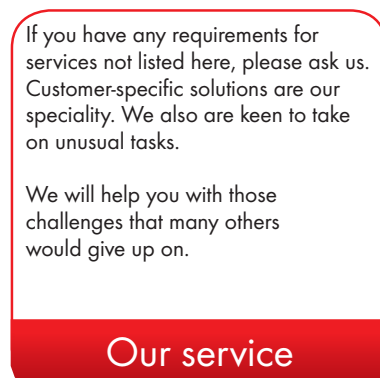 If you have any requirements for
services not listed here, please ask us.
Customer-specific solutions are our
speciality. We also are keen to take
on unusual tasks.
We will help you with those
challenges that many others
would give up on.
Our service